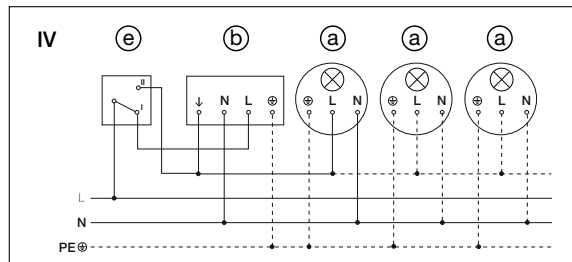 IV e b a a a
II
I
↓ N L ⏚
⏚ L N
⏚ L N
⏚ L N
L
N
PE ⏚